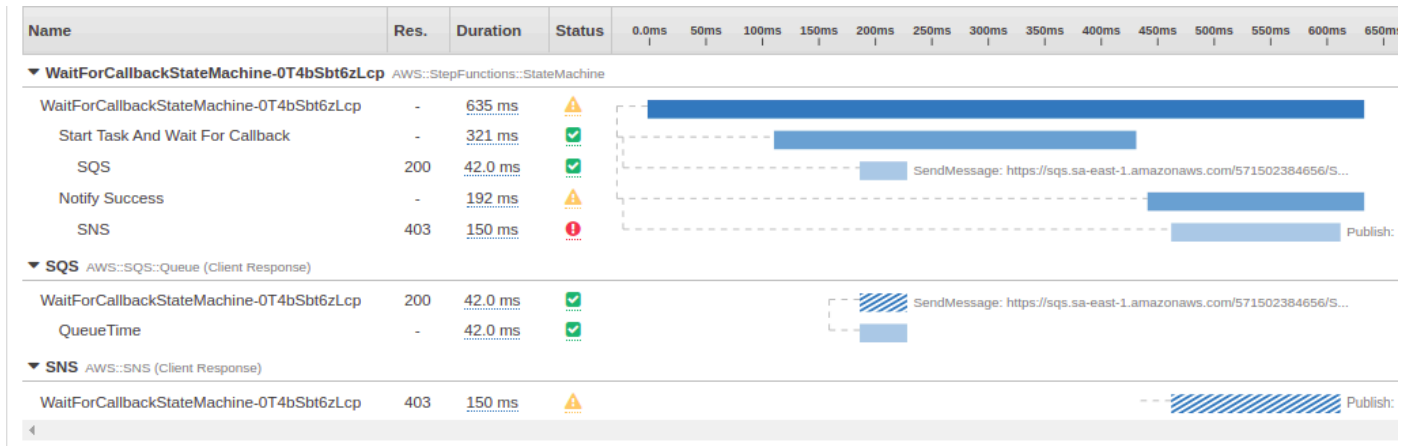 Name Res. Duration Status 0.0ms 50ms 100ms 150ms 200ms 250ms 300ms 350ms 400ms 450ms 500ms 550ms 600ms 650ms
WaitForCallbackStateMachine-0T4bSbt6zLcp AWS::StepFunctions::StateMachine
WaitForCallbackStateMachine-0T4bSbt6zLcp - 635 ms
Start Task And Wait For Callback - 321 ms
SQS 200 42.0 ms SendMessage: https://sqs.sa-east-1.amazonaws.com/571502384656/S...
Notify Success - 192 ms
SNS 403 150 ms Publish:
SQS AWS::SQS::Queue (Client Response)
WaitForCallbackStateMachine-0T4bSbt6zLcp 200 42.0 ms SendMessage: https://sqs.sa-east-1.amazonaws.com/571502384656/S...
QueueTime - 42.0 ms
SNS AWS::SNS (Client Response)
WaitForCallbackStateMachine-0T4bSbt6zLcp 403 150 ms Publish: